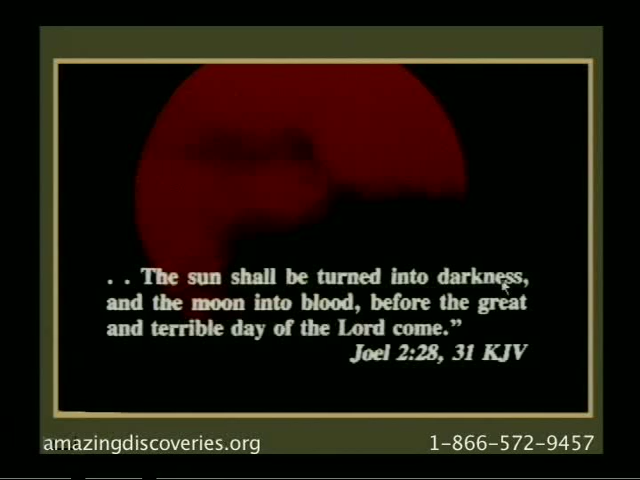 . . The sun shall be turned into darkness,
and the moon into blood, before the great
and terrible day of the Lord come.”
Joel 2:28, 31 KJV
amazingdiscoveries.org 1-866-572-9457